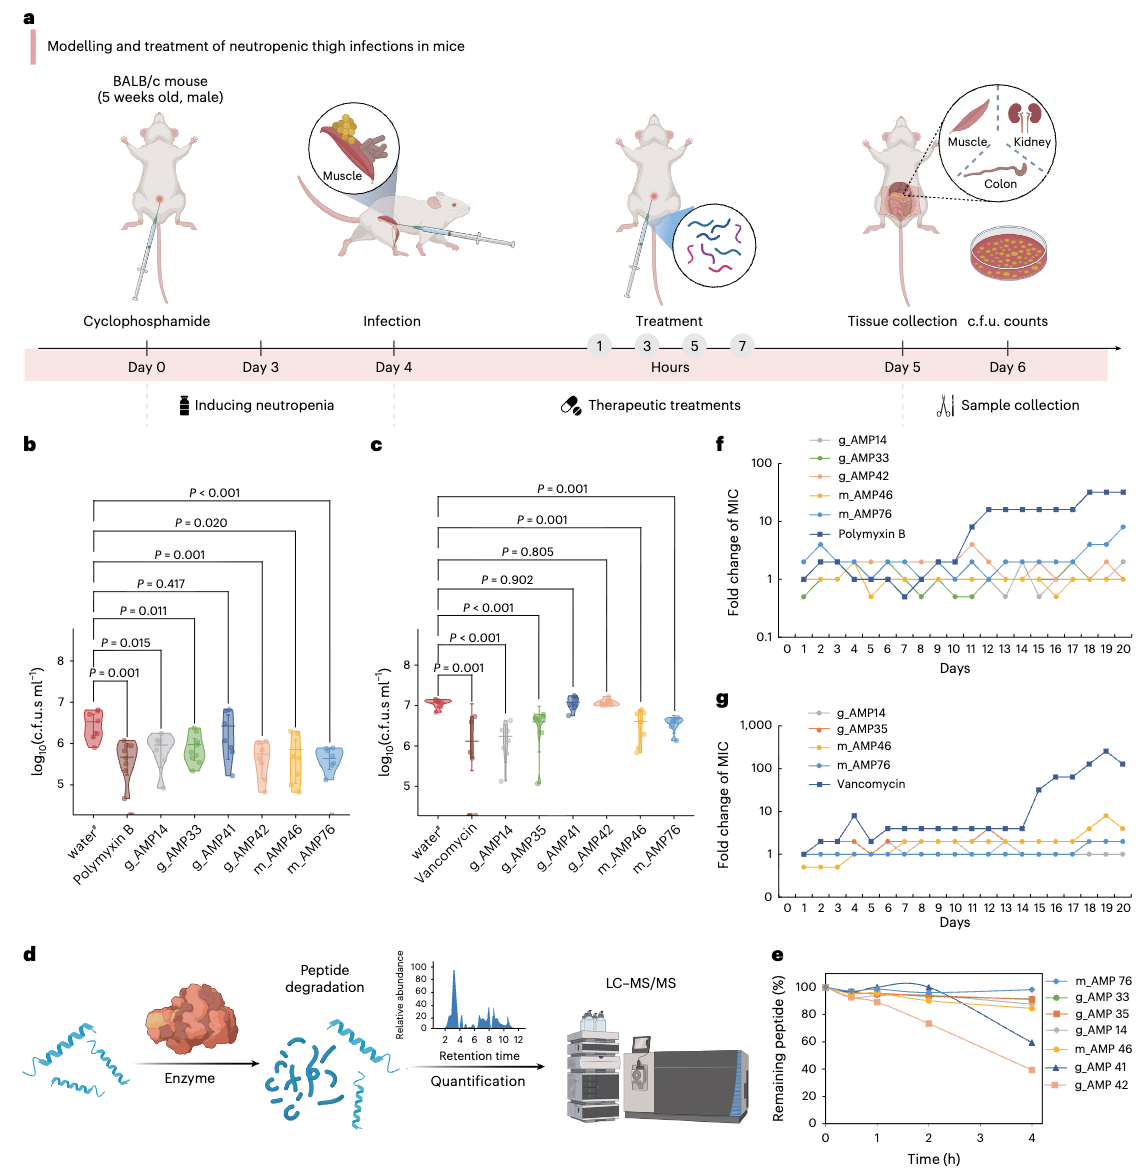 a
Modelling and treatment of neutropenic thigh infections in mice
BALB/c mouse
(5 weeks old, male)
Muscle
Muscle
Kidney
Colon
Cyclophosphamide
Infection
Treatment
Tissue collection
c.f.u. counts
1 3 5 7
Day 0
Day 3
Day 4
Hours
Day 5
Day 6
Inducing neutropenia
Therapeutic treatments
Sample collection
b
P < 0.001
P = 0.020
P = 0.001
P = 0.417
P = 0.011
P = 0.015
P = 0.001
log10(c.f.u.s ml−1)
8
7
6
5
water#
Polymyxin B
g_AMP14
g_AMP33
g_AMP41
g_AMP42
m_AMP46
m_AMP76
c
P = 0.001
P = 0.001
P = 0.805
P = 0.902
P < 0.001
P < 0.001
P = 0.001
log10(c.f.u.s ml−1)
8
7
6
5
water#
Vancomycin
g_AMP14
g_AMP35
g_AMP41
g_AMP42
m_AMP46
m_AMP76
f
g_AMP14
g_AMP33
g_AMP42
m_AMP46
m_AMP76
Polymyxin B
Fold change of MIC
100
10
1
0.1
0 1 2 3 4 5 6 7 8 9 10 11 12 13 14 15 16 17 18 19 20
Days
g
g_AMP14
g_AMP35
m_AMP46
m_AMP76
Vancomycin
Fold change of MIC
1,000
100
10
1
0
0 1 2 3 4 5 6 7 8 9 10 11 12 13 14 15 16 17 18 19 20
Days
d
Enzyme
Peptide
degradation
Relative abundance
100
80
60
40
20
0
2 4 6 8 10 12
Retention time
Quantification
LC–MS/MS
e
Remaining peptide (%)
100
80
60
40
20
0
0 1 2 3 4
Time (h)
m_AMP 76
g_AMP 33
g_AMP 35
g_AMP 14
m_AMP 46
g_AMP 41
g_AMP 42